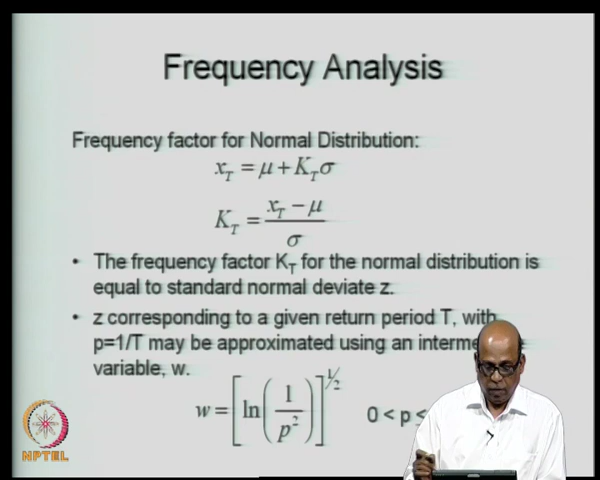 Frequency Analysis
Frequency factor for Normal Distribution:
x_T = μ + K_T σ
K_T = (x_T − μ) / σ
• The frequency factor K_T for the normal distribution is
equal to standard normal deviate z.
• z corresponding to a given return period T, with
p=1/T may be approximated using an
variable, w.
w = [ln(1/p²)]^{1/2} 0 < p ≤
NPTEL